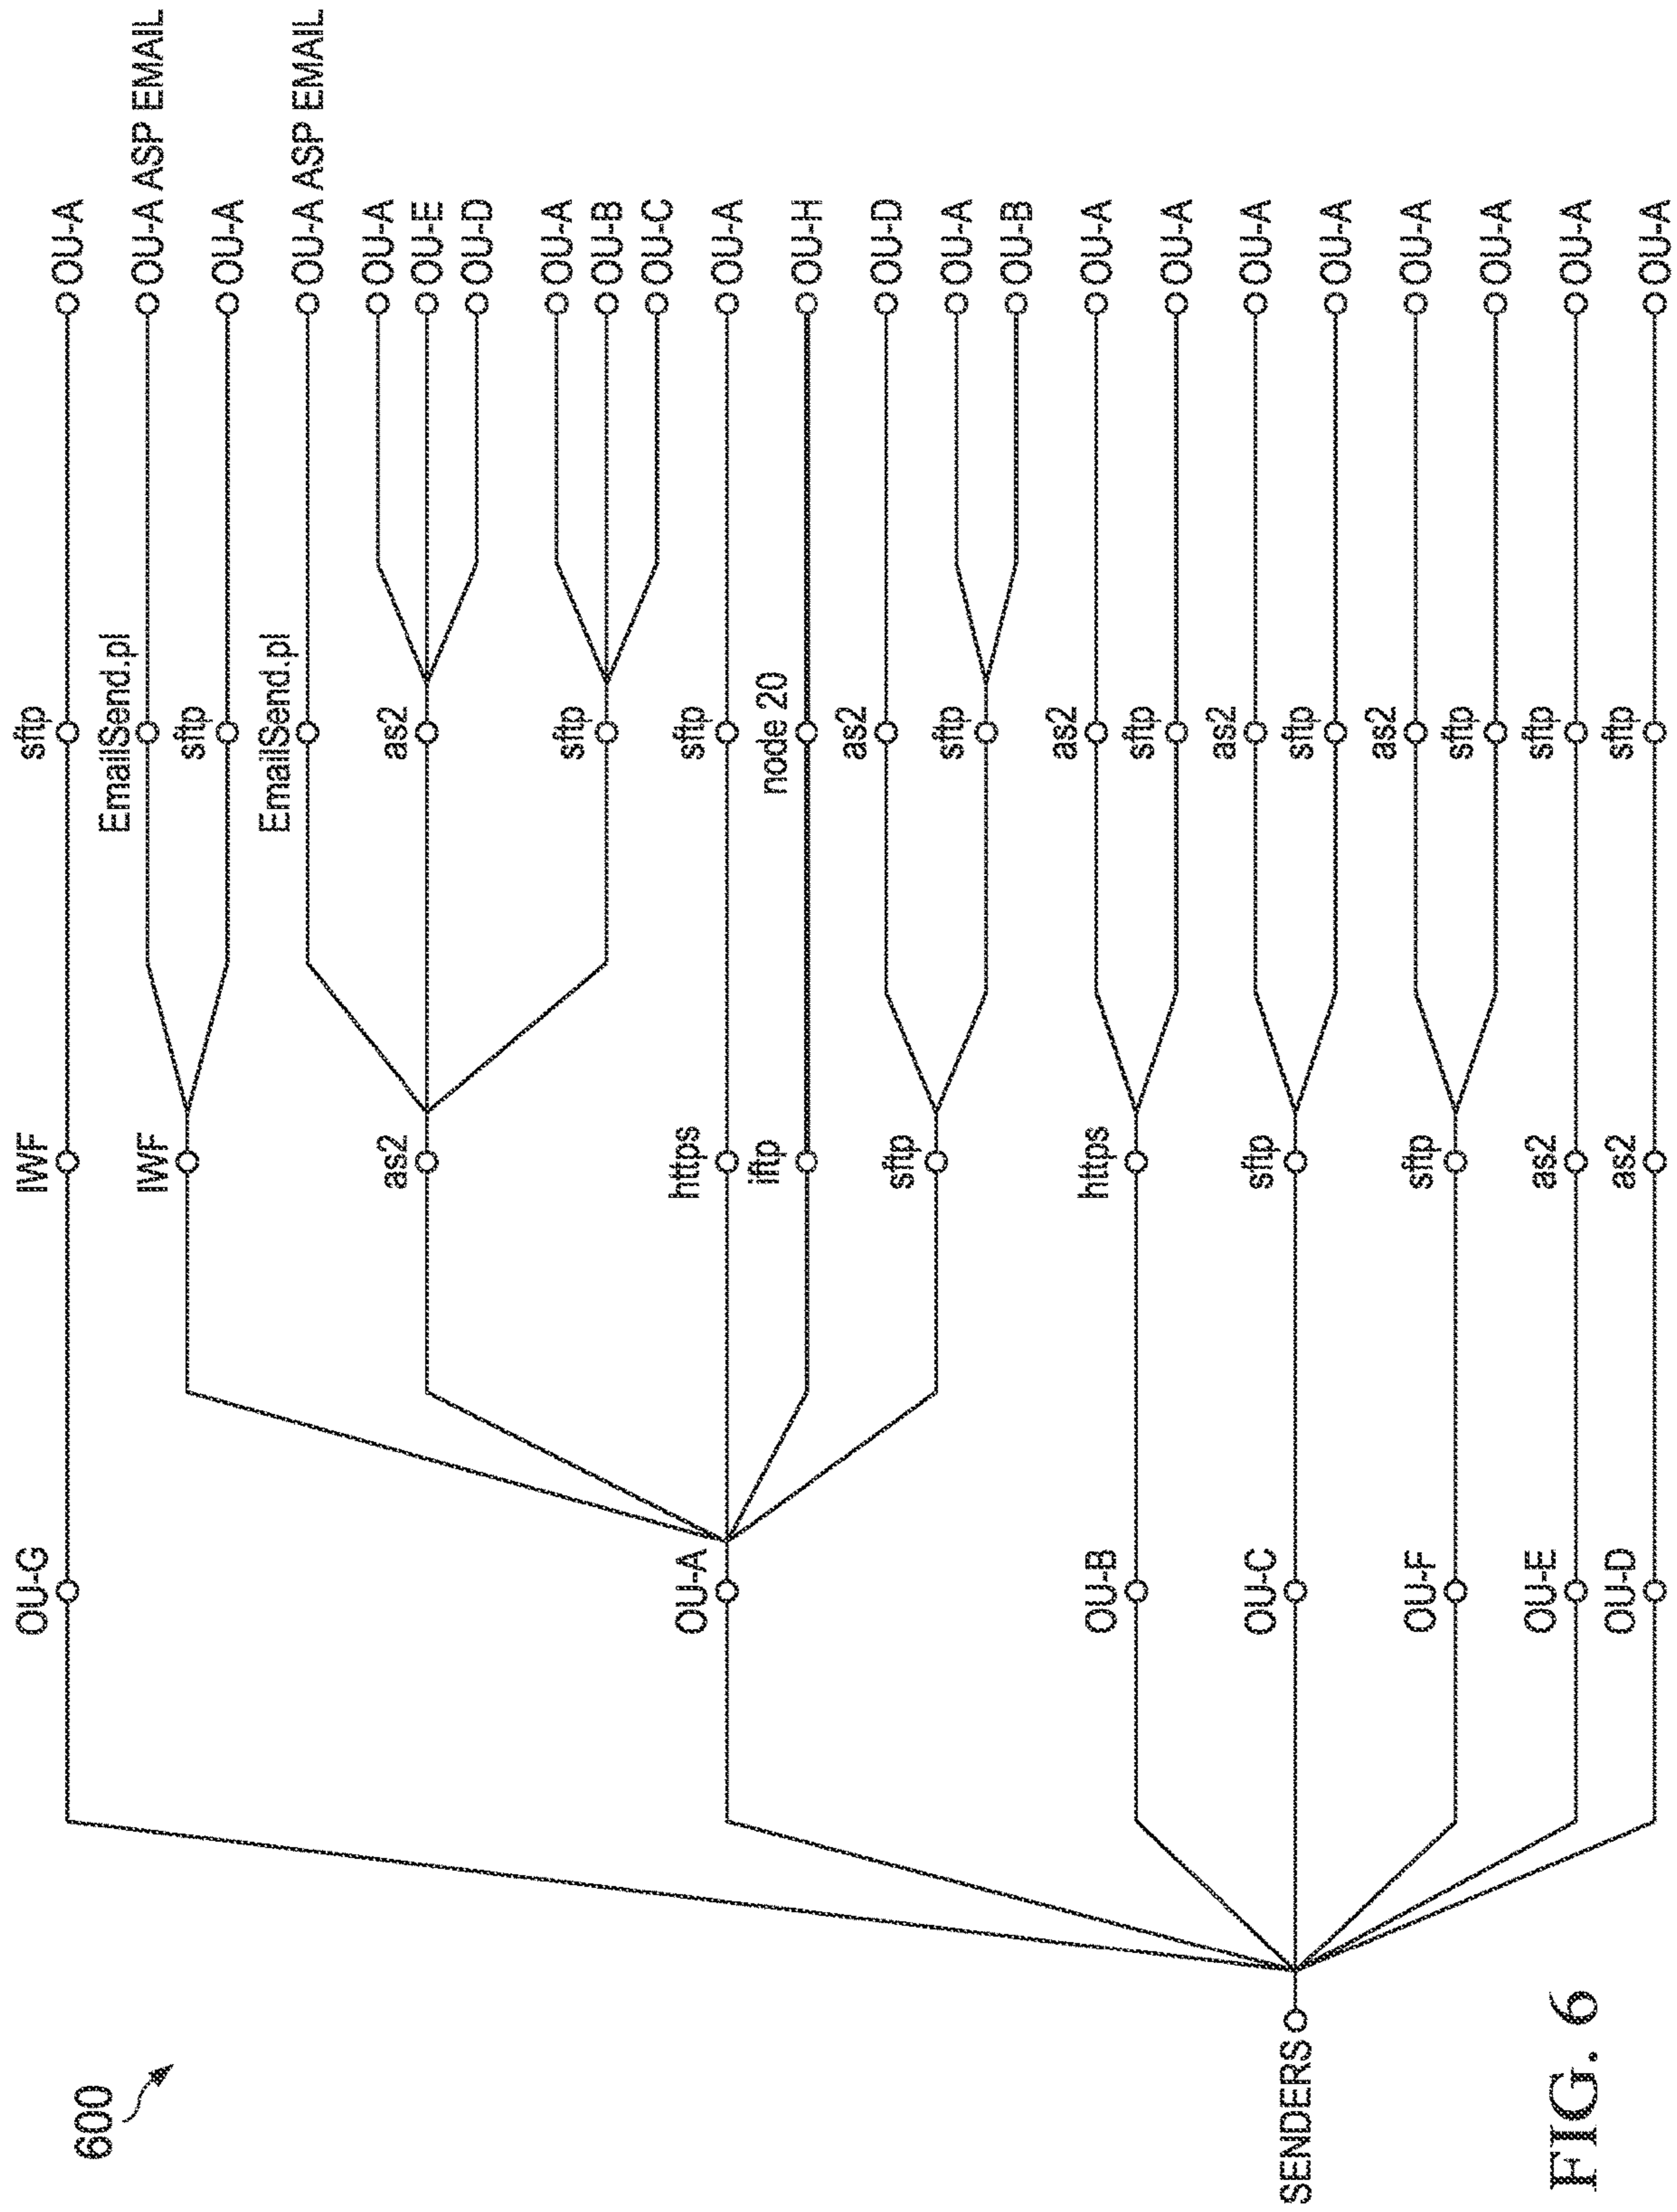 600
SENDERS
OU-G
OU-A
OU-B
OU-C
OU-F
OU-E
OU-D
IWF
IWF
as2
https
iftp
sftp
https
sftp
sftp
as2
as2
sftp
EmailSend.pl
sftp
EmailSend.pl
as2
sftp
sftp
node 20
as2
sftp
as2
sftp
as2
sftp
as2
sftp
sftp
sftp
OU-A
OU-A ASP EMAIL
OU-A
OU-A ASP EMAIL
OU-A
OU-E
OU-D
OU-A
OU-B
OU-C
OU-A
OU-H
OU-D
OU-A
OU-B
OU-A
OU-A
OU-A
OU-A
OU-A
OU-A
OU-A
OU-A
FIG. 6